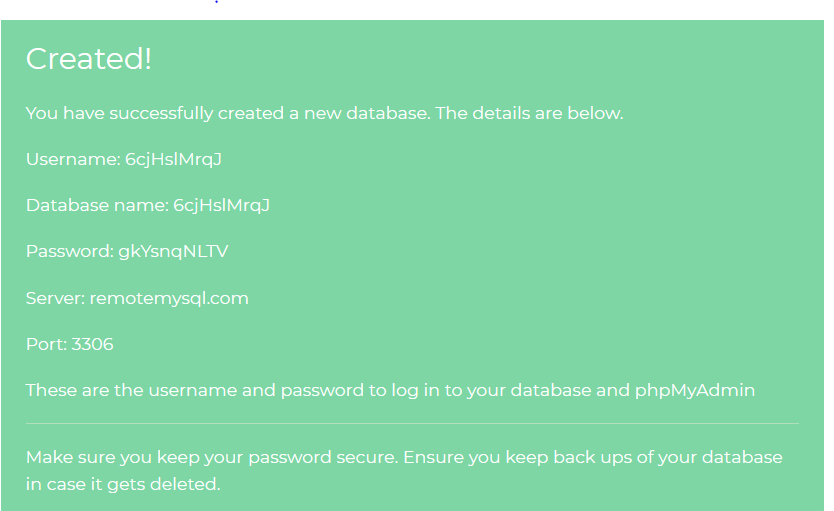 Created!
You have successfully created a new database. The details are below.
Username: 6cjHslMrqJ
Database name: 6cjHslMrqJ
Password: gkYsnqNLTV
Server: remotemysql.com
Port: 3306
These are the username and password to log in to your database and phpMyAdmin
Make sure you keep your password secure. Ensure you keep back ups of your database
in case it gets deleted.